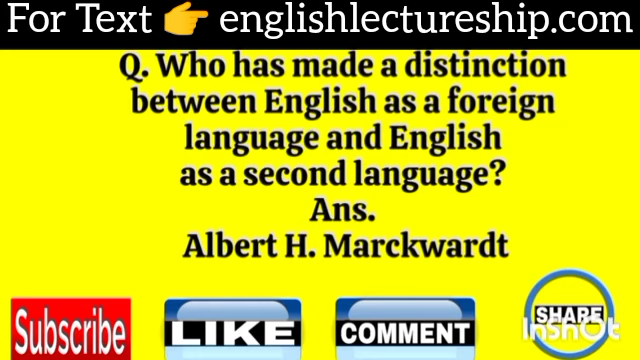 For Text 👉 englishlectureship.com
Q. Who has made a distinction
between English as a foreign
language and English
as a second language?
Ans.
Albert H. Marckwardt
Subscribe
LIKE
COMMENT
SHARE
InShOt